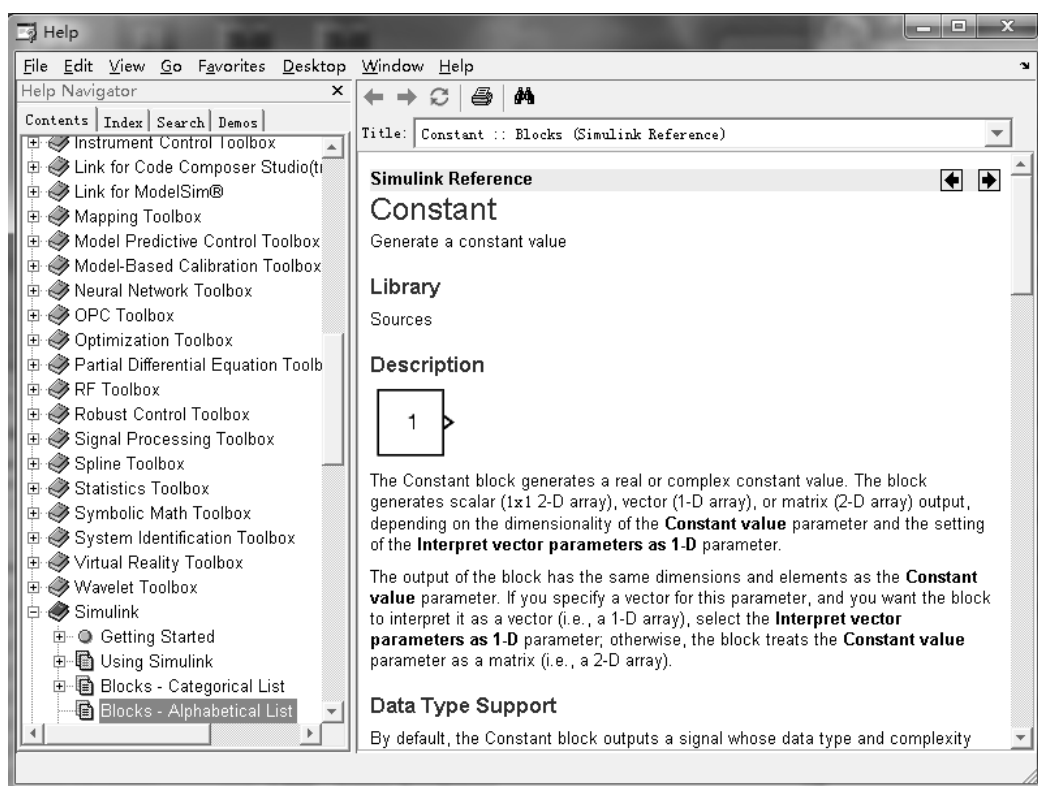 Help
File Edit View Go Favorites Desktop Window Help
Help Navigator
Contents Index Search Demos
Instrument Control Toolbox
Link for Code Composer Studio(t
Link for ModelSim®
Mapping Toolbox
Model Predictive Control Toolbox
Model-Based Calibration Toolbox
Neural Network Toolbox
OPC Toolbox
Optimization Toolbox
Partial Differential Equation Toolb
RF Toolbox
Robust Control Toolbox
Signal Processing Toolbox
Spline Toolbox
Statistics Toolbox
Symbolic Math Toolbox
System Identification Toolbox
Virtual Reality Toolbox
Wavelet Toolbox
Simulink
Getting Started
Using Simulink
Blocks - Categorical List
Blocks - Alphabetical List
Title: Constant :: Blocks (Simulink Reference)
Simulink Reference
Constant
Generate a constant value
Library
Sources
Description
1
The Constant block generates a real or complex constant value. The block
generates scalar (1x1 2-D array), vector (1-D array), or matrix (2-D array) output,
depending on the dimensionality of the Constant value parameter and the setting
of the Interpret vector parameters as 1-D parameter.
The output of the block has the same dimensions and elements as the Constant
value parameter. If you specify a vector for this parameter, and you want the block
to interpret it as a vector (i.e., a 1-D array), select the Interpret vector
parameters as 1-D parameter; otherwise, the block treats the Constant value
parameter as a matrix (i.e., a 2-D array).
Data Type Support
By default, the Constant block outputs a signal whose data type and complexity